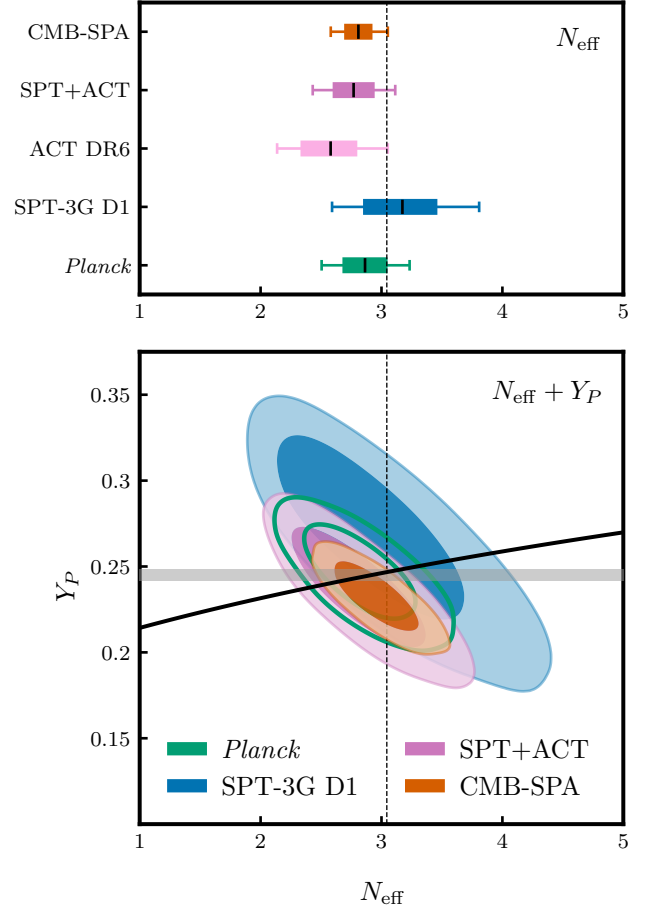 CMB-SPA
N_eff
SPT+ACT
ACT DR6
SPT-3G D1
Planck
1 2 3 4 5
N_eff + Y_P
0.35
0.3
0.25
0.2
0.15
Y_P
Planck SPT+ACT
SPT-3G D1 CMB-SPA
1 2 3 4 5
N_eff